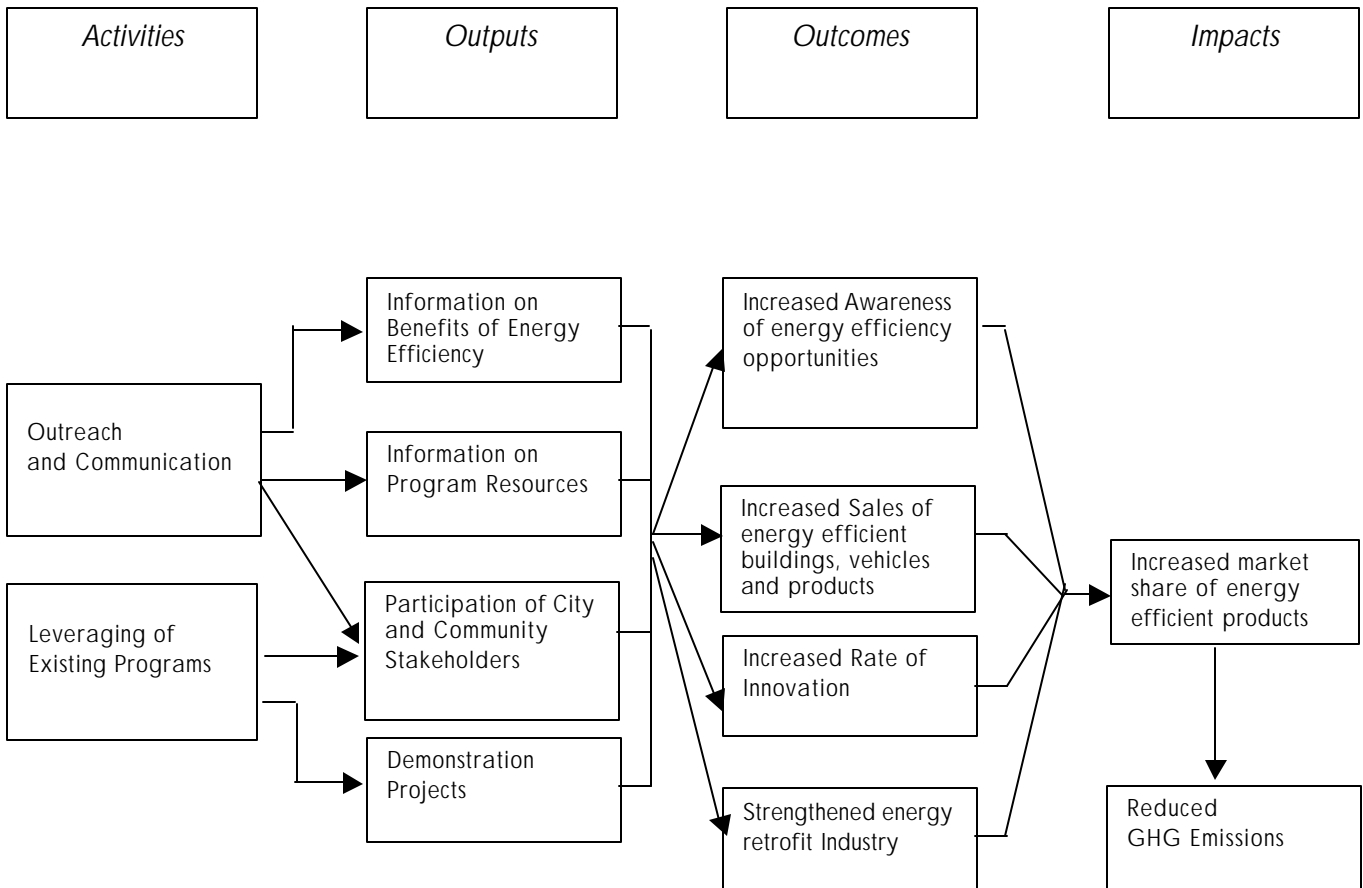 Activities
Outputs
Outcomes
Impacts
Outreach
and Communication
Leveraging of
Existing Programs
Information on
Benefits of Energy
Efficiency
Information on
Program Resources
Participation of City
and Community
Stakeholders
Demonstration
Projects
Increased Awareness
of energy efficiency
opportunities
Increased Sales of
energy efficient
buildings, vehicles
and products
Increased Rate of
Innovation
Strengthened energy
retrofit Industry
Increased market
share of energy
efficient products
Reduced
GHG Emissions